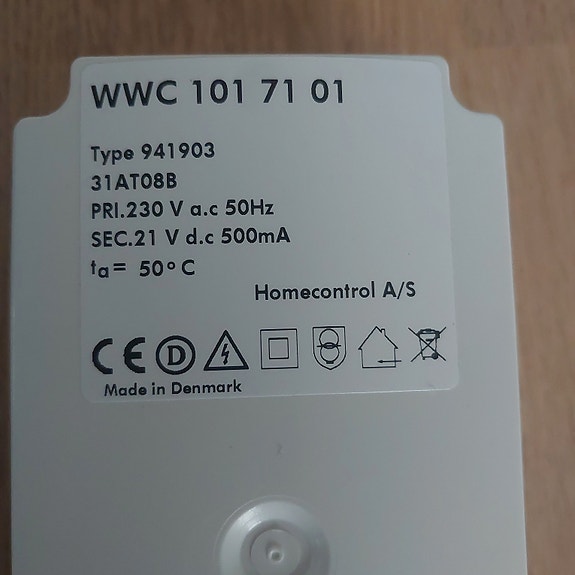 WWC 101 71 01
Type 941903
31AT08B
PRI.230 V a.c 50Hz
SEC.21 V d.c 500mA
ta= 50°C
Homecontrol A/S
CE D
Made in Denmark